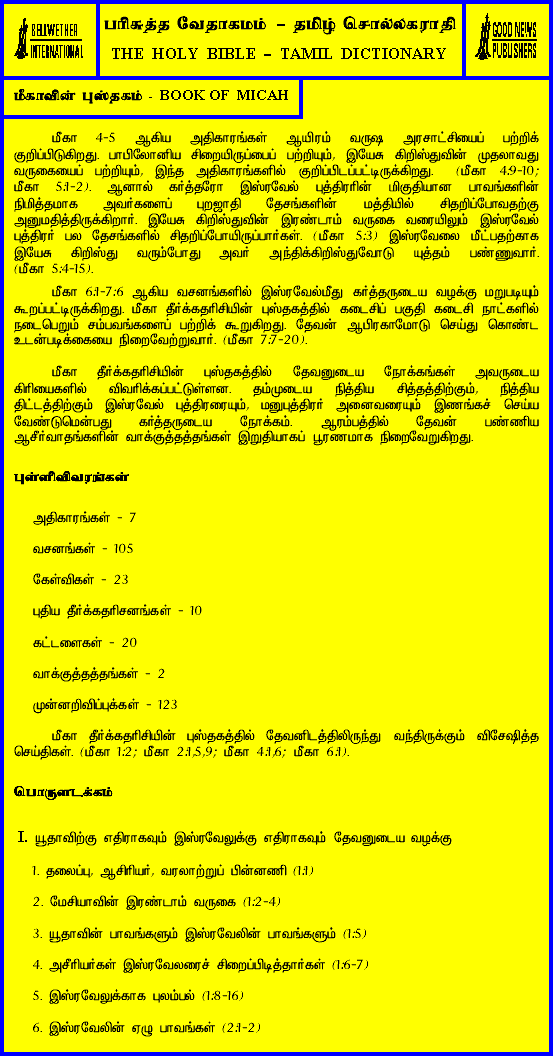 BELLWETHER
INTERNATIONAL
பரிசுத்த வேதாகமம் – தமிழ் சொல்லகராதி
THE HOLY BIBLE – TAMIL DICTIONARY
GOOD NEWS
PUBLISHERS
மீகாவின் புஸ்தகம் - BOOK OF MICAH
மீகா 4-5 ஆகிய அதிகாரங்கள் ஆயிரம் வருஷ அரசாட்சியைப் பற்றிக்
குறிப்பிடுகிறது. பாபிலோனிய சிறையிருப்பைப் பற்றியும், இயேசு கிறிஸ்துவின் முதலாவது
வருகையைப் பற்றியும், இந்த அதிகாரங்களில் குறிப்பிடப்பட்டிருக்கிறது. (மீகா 4:9-10;
மீகா 5:1-2). ஆனால் கர்த்தரோ இஸ்ரவேல் புத்திரரின் மிகுதியான பாவங்களின்
நிமித்தமாக அவர்களைப் புறஜாதி தேசங்களின் மத்தியில் சிதறிப்போவதற்கு
அனுமதித்திருக்கிறார். இயேசு கிறிஸ்துவின் இரண்டாம் வருகை வரையிலும் இஸ்ரவேல்
புத்திரர் பல தேசங்களில் சிதறிப்போயிருப்பார்கள். (மீகா 5:3) இஸ்ரவேலை மீட்பதற்காக
இயேசு கிறிஸ்து வரும்போது அவர் அந்திக்கிறிஸ்துவோடு யுத்தம் பண்ணுவார்.
(மீகா 5:4-15).
மீகா 6:1-7:6 ஆகிய வசனங்களில் இஸ்ரவேல்மீது கர்த்தருடைய வழக்கு மறுபடியும்
கூறப்பட்டிருக்கிறது. மீகா தீர்க்கதரிசியின் புஸ்தகத்தில் கடைசிப் பகுதி கடைசி நாட்களில்
நடைபெறும் சம்பவங்களைப் பற்றிக் கூறுகிறது. தேவன் ஆபிரகாமோடு செய்து கொண்ட
உடன்படிக்கையை நிறைவேற்றுவார். (மீகா 7:7-20).
மீகா தீர்க்கதரிசியின் புஸ்தகத்தில் தேவனுடைய நோக்கங்கள் அவருடைய
கிரியைகளில் விவரிக்கப்பட்டுள்ளன. தம்முடைய நித்திய சித்தத்திற்கும், நித்திய
திட்டத்திற்கும் இஸ்ரவேல் புத்திரரையும், மனுபுத்திரர் அனைவரையும் இணங்கச் செய்ய
வேண்டுமென்பது கர்த்தருடைய நோக்கம். ஆரம்பத்தில் தேவன் பண்ணிய
ஆசீர்வாதங்களின் வாக்குத்தத்தங்கள் இறுதியாகப் பூரணமாக நிறைவேறுகிறது.
புள்ளிவிவரங்கள்
அதிகாரங்கள் - 7
வசனங்கள் - 105
கேள்விகள் - 23
புதிய தீர்க்கதரிசனங்கள் - 10
கட்டளைகள் - 20
வாக்குத்தத்தங்கள் - 2
முன்னறிவிப்புக்கள் - 123
மீகா தீர்க்கதரிசியின் புஸ்தகத்தில் தேவனிடத்திலிருந்து வந்திருக்கும் விசேஷித்த
செய்திகள். (மீகா 1:2; மீகா 2:1,5,9; மீகா 4:1,6; மீகா 6:1).
பொருளடக்கம்
I. யூதாவிற்கு எதிராகவும் இஸ்ரவேலுக்கு எதிராகவும் தேவனுடைய வழக்கு
1. தலைப்பு, ஆசிரியர், வரலாற்றுப் பின்னணி (1:1)
2. மேசியாவின் இரண்டாம் வருகை (1:2-4)
3. யூதாவின் பாவங்களும் இஸ்ரவேலின் பாவங்களும் (1:5)
4. அசீரியர்கள் இஸ்ரவேலரைச் சிறைப்பிடித்தார்கள் (1:6-7)
5. இஸ்ரவேலுக்காக புலம்பல் (1:8-16)
6. இஸ்ரவேலின் ஏழு பாவங்கள் (2:1-2)